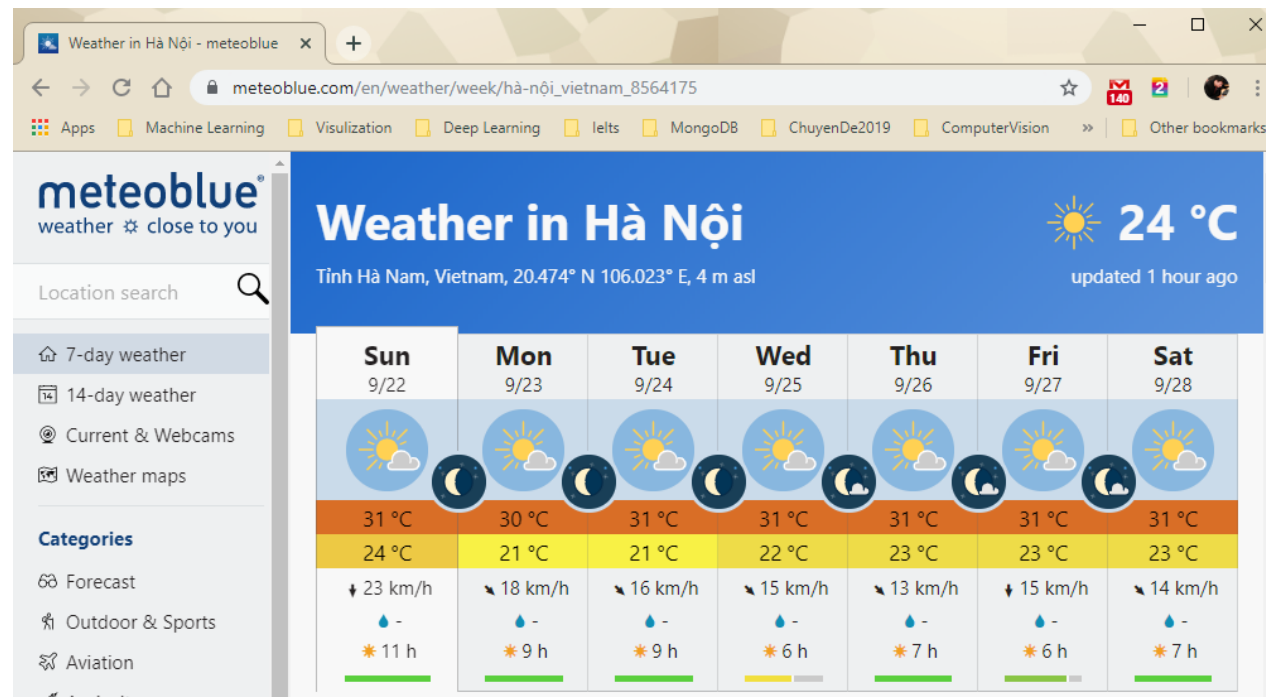 Weather in Hà Nội - meteoblue
meteoblue.com/en/weather/week/hà-nội_vietnam_8564175
140
2
Apps Machine Learning Visulization Deep Learning Ielts MongoDB ChuyenDe2019 ComputerVision » Other bookmarks
meteoblue®
weather close to you
Location search
7-day weather
14 14-day weather
Current & Webcams
Weather maps
Categories
Forecast
Outdoor & Sports
Aviation
Weather in Hà Nội
24 °C
Tỉnh Hà Nam, Vietnam, 20.474° N 106.023° E, 4 m asl
updated 1 hour ago
Sun Mon Tue Wed Thu Fri Sat
9/22 9/23 9/24 9/25 9/26 9/27 9/28
31 °C 30 °C 31 °C 31 °C 31 °C 31 °C 31 °C
24 °C 21 °C 21 °C 22 °C 23 °C 23 °C 23 °C
23 km/h 18 km/h 16 km/h 15 km/h 13 km/h 15 km/h 14 km/h
- - - - - - -
11 h 9 h 9 h 6 h 7 h 6 h 7 h